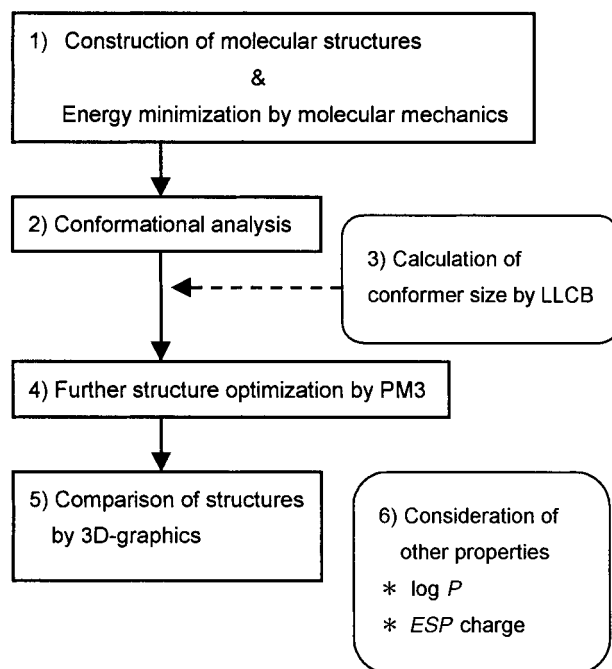 1) Construction of molecular structures
&
Energy minimization by molecular mechanics
2) Conformational analysis
3) Calculation of
conformer size by LLCB
4) Further structure optimization by PM3
5) Comparison of structures
by 3D-graphics
6) Consideration of
other properties
* log P
* ESP charge